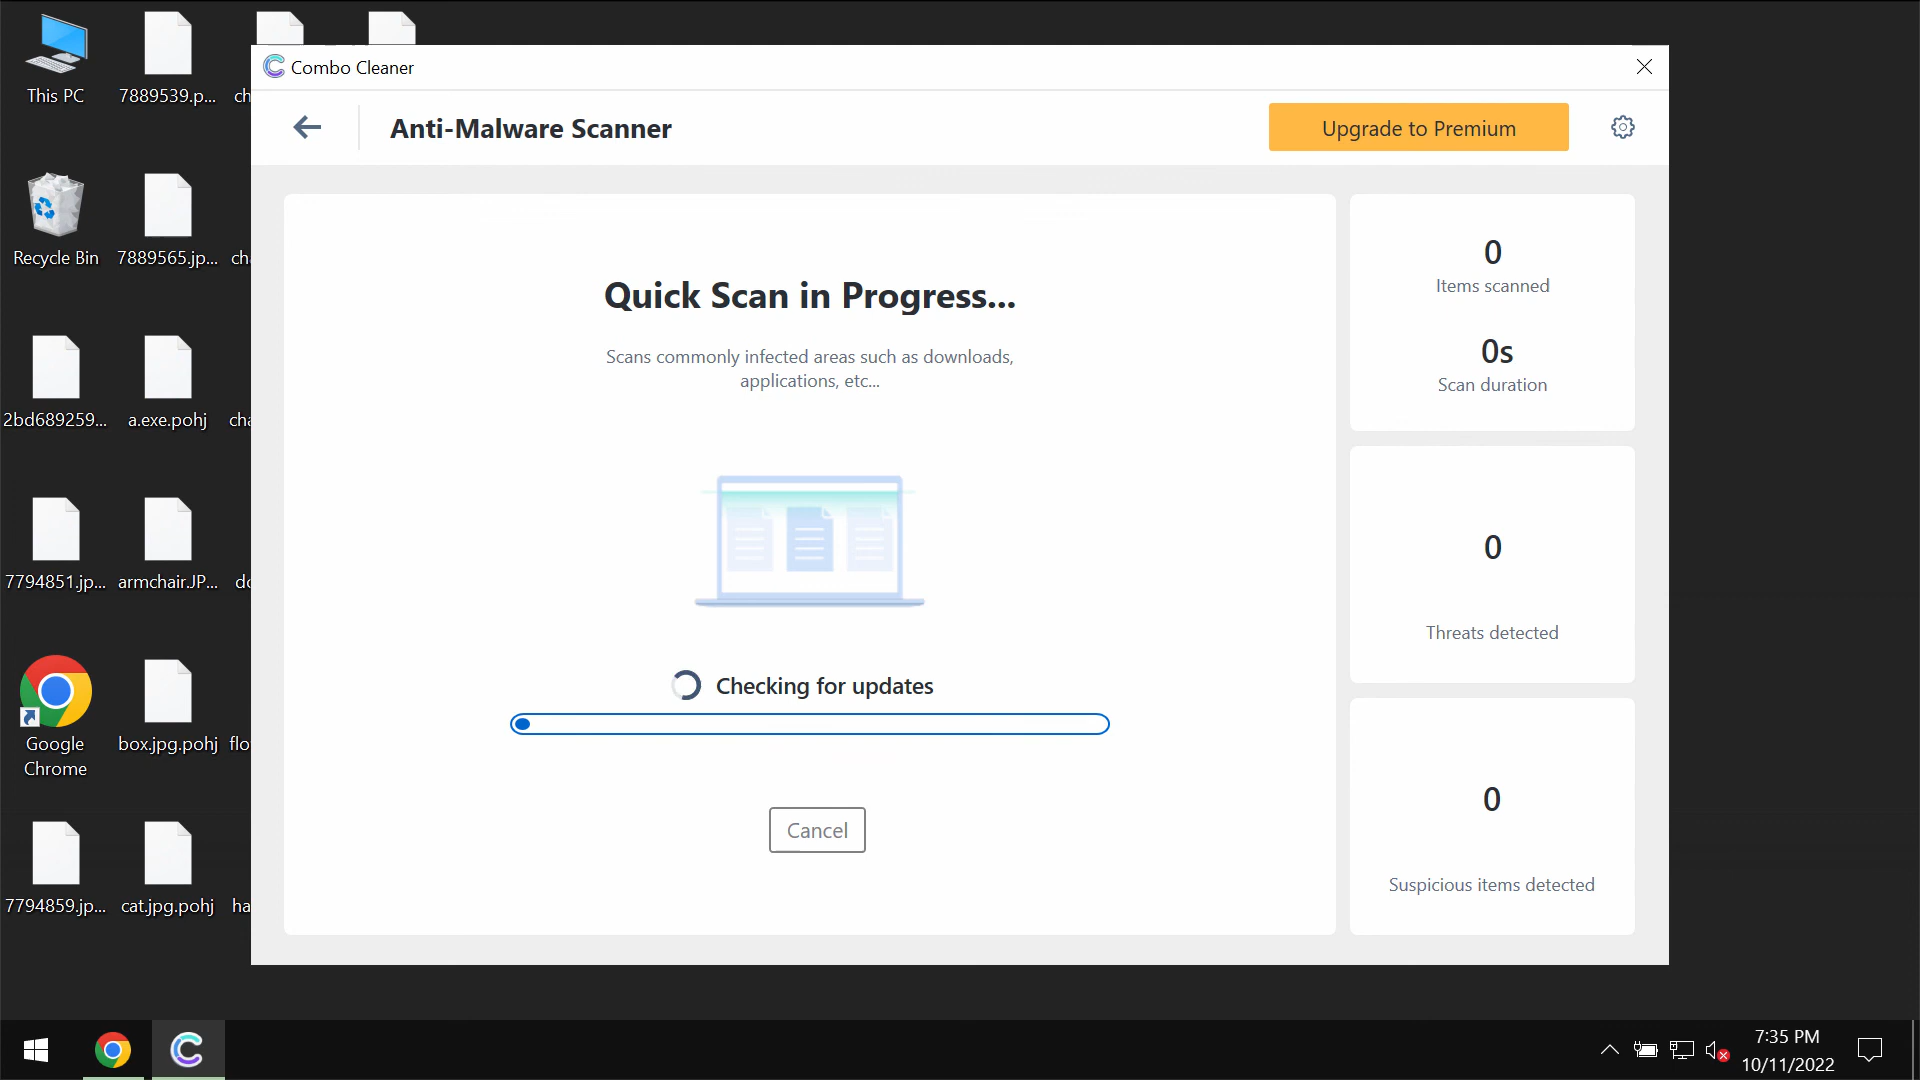 This PC
7889539.p...
Recycle Bin
7889565.jp...
2bd689259...
a.exe.pohj
7794851.jp...
armchair.JP...
Google
Chrome
box.jpg.pohj
7794859.jp...
cat.jpg.pohj
Combo Cleaner
Anti-Malware Scanner
Upgrade to Premium
Quick Scan in Progress...
Scans commonly infected areas such as downloads,
applications, etc...
Checking for updates
Cancel
0
Items scanned
0s
Scan duration
0
Threats detected
0
Suspicious items detected
7:35 PM
10/11/2022